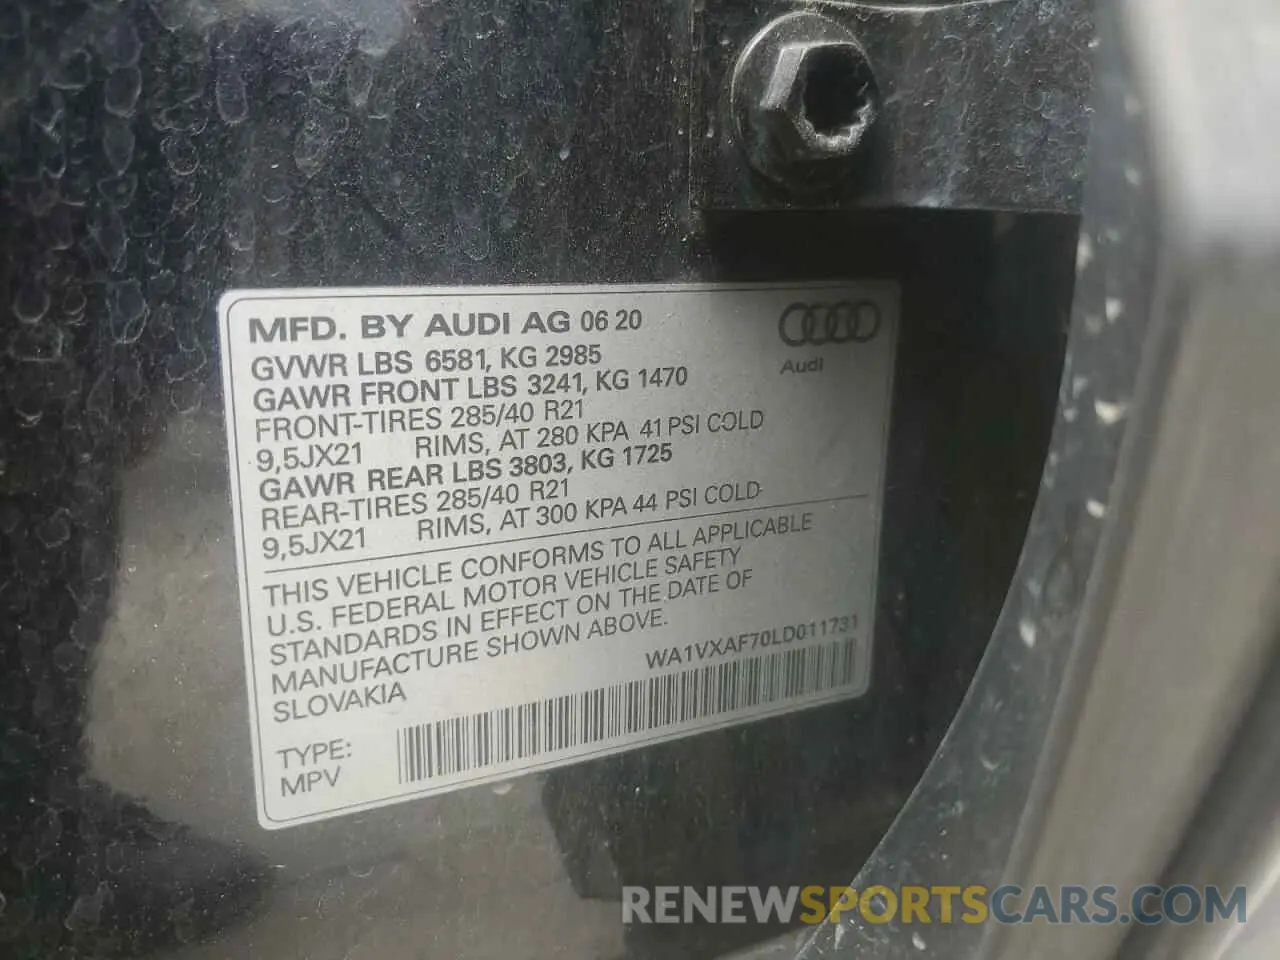 MFD. BY AUDI AG 06 20
Audi
GVWR LBS 6581, KG 2985
GAWR FRONT LBS 3241, KG 1470
FRONT-TIRES 285/40 R21
9,5JX21 RIMS, AT 280 KPA 41 PSI COLD
GAWR REAR LBS 3803, KG 1725
REAR-TIRES 285/40 R21
9,5JX21 RIMS, AT 300 KPA 44 PSI COLD
THIS VEHICLE CONFORMS TO ALL APPLICABLE
U.S. FEDERAL MOTOR VEHICLE SAFETY
STANDARDS IN EFFECT ON THE DATE OF
MANUFACTURE SHOWN ABOVE.
SLOVAKIA
WA1VXAF70LD011731
TYPE:
MPV
RENEWSPORTSCARS.COM